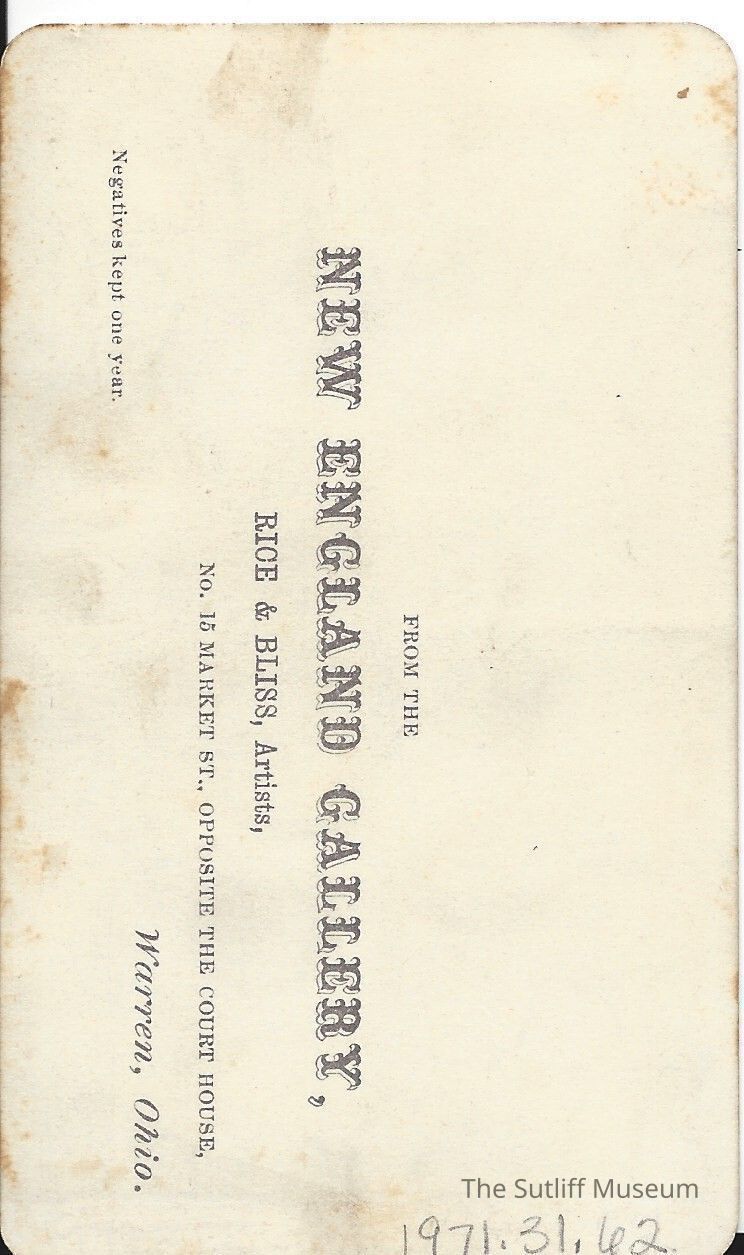 FROM THE
NEW ENGLAND GALLERY,
RICE & BLISS, Artists,
No. 15 MARKET ST., OPPOSITE THE COURT HOUSE,
Warren, Ohio.
Negatives kept one year.
The Sutliff Museum
1971.31.62